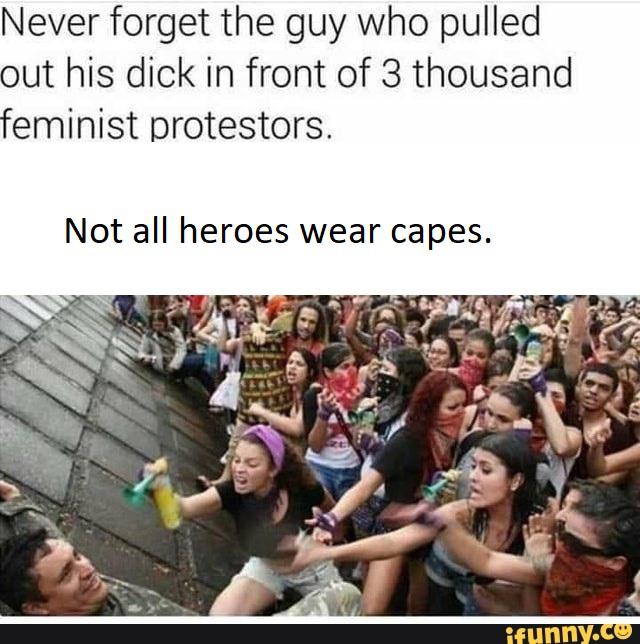 Never forget the guy who pulled
out his dick in front of 3 thousand
feminist protestors.
Not all heroes wear capes.
ifunny.co